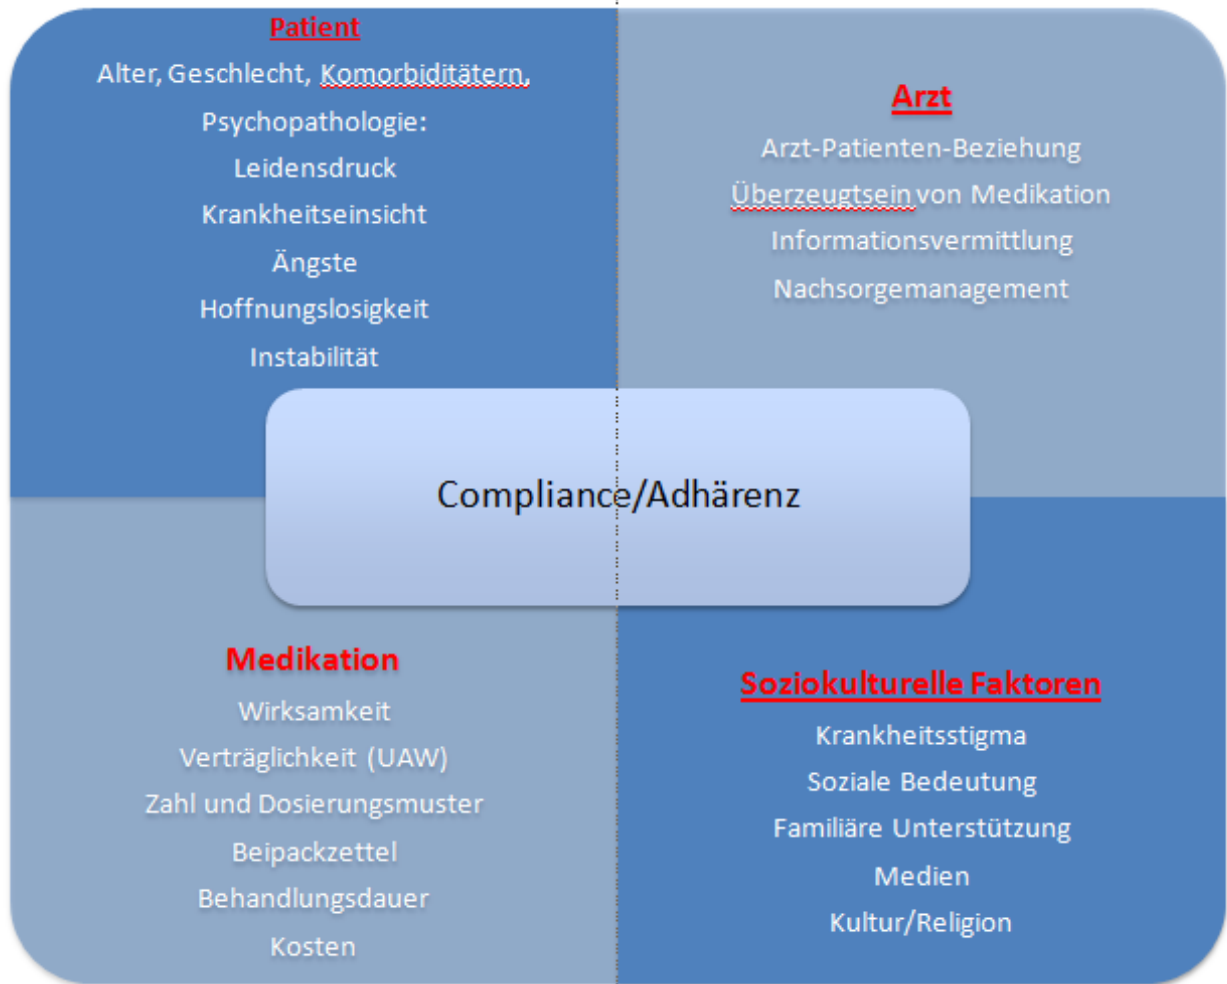 Patient
Alter, Geschlecht, Komorbiditätern,
Psychopathologie:
Leidensdruck
Krankheitseinsicht
Ängste
Hoffnungslosigkeit
Instabilität
Arzt
Arzt-Patienten-Beziehung
Überzeugtsein von Medikation
Informationsvermittlung
Nachsorgemanagement
Compliance/Adhärenz
Medikation
Wirksamkeit
Verträglichkeit (UAW)
Zahl und Dosierungsmuster
Beipackzettel
Behandlungsdauer
Kosten
Soziokulturelle Faktoren
Krankheitsstigma
Soziale Bedeutung
Familiäre Unterstützung
Medien
Kultur/Religion